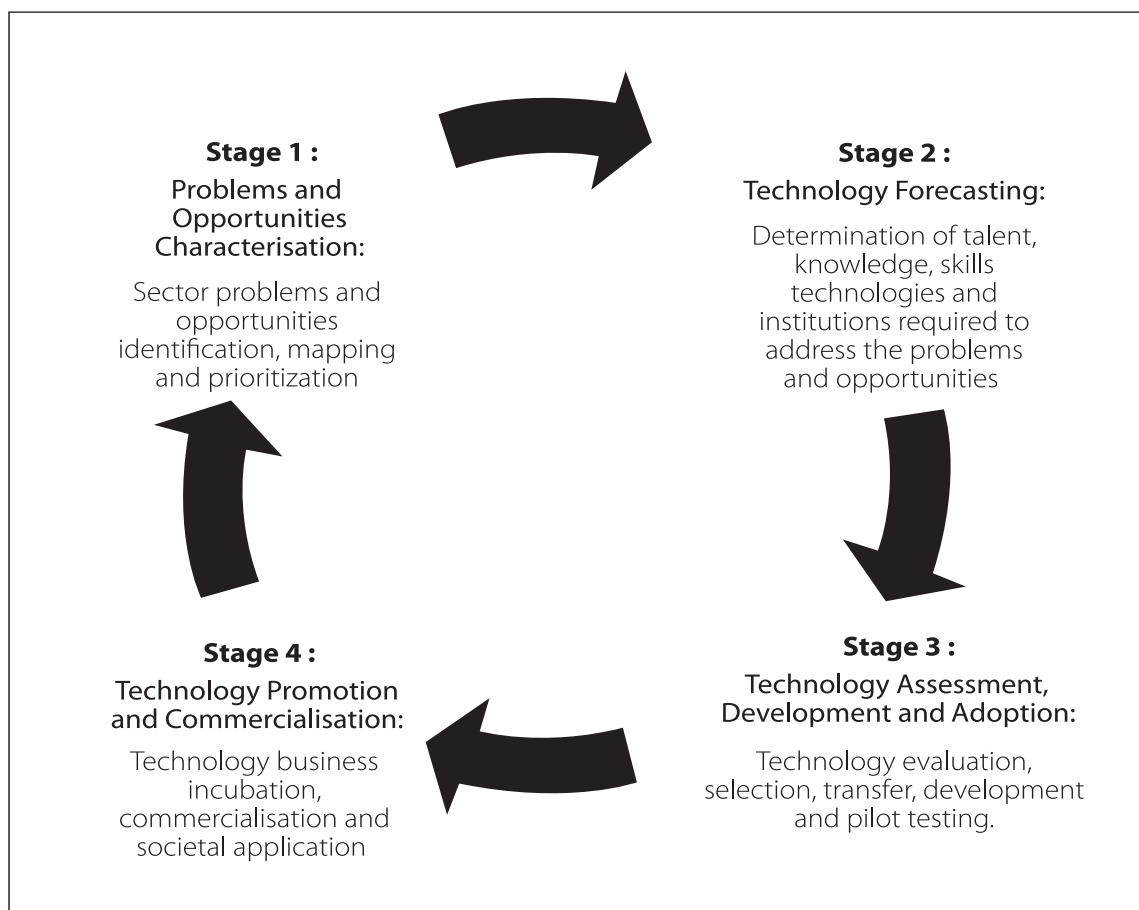 Stage 1 :
Problems and
Opportunities
Characterisation:
Sector problems and
opportunities
identification, mapping
and prioritization
Stage 2 :
Technology Forecasting:
Determination of talent,
knowledge, skills
technologies and
institutions required to
address the problems
and opportunities
Stage 3 :
Technology Assessment,
Development and Adoption:
Technology evaluation,
selection, transfer, development
and pilot testing.
Stage 4 :
Technology Promotion
and Commercialisation:
Technology business
incubation,
commercialisation and
societal application